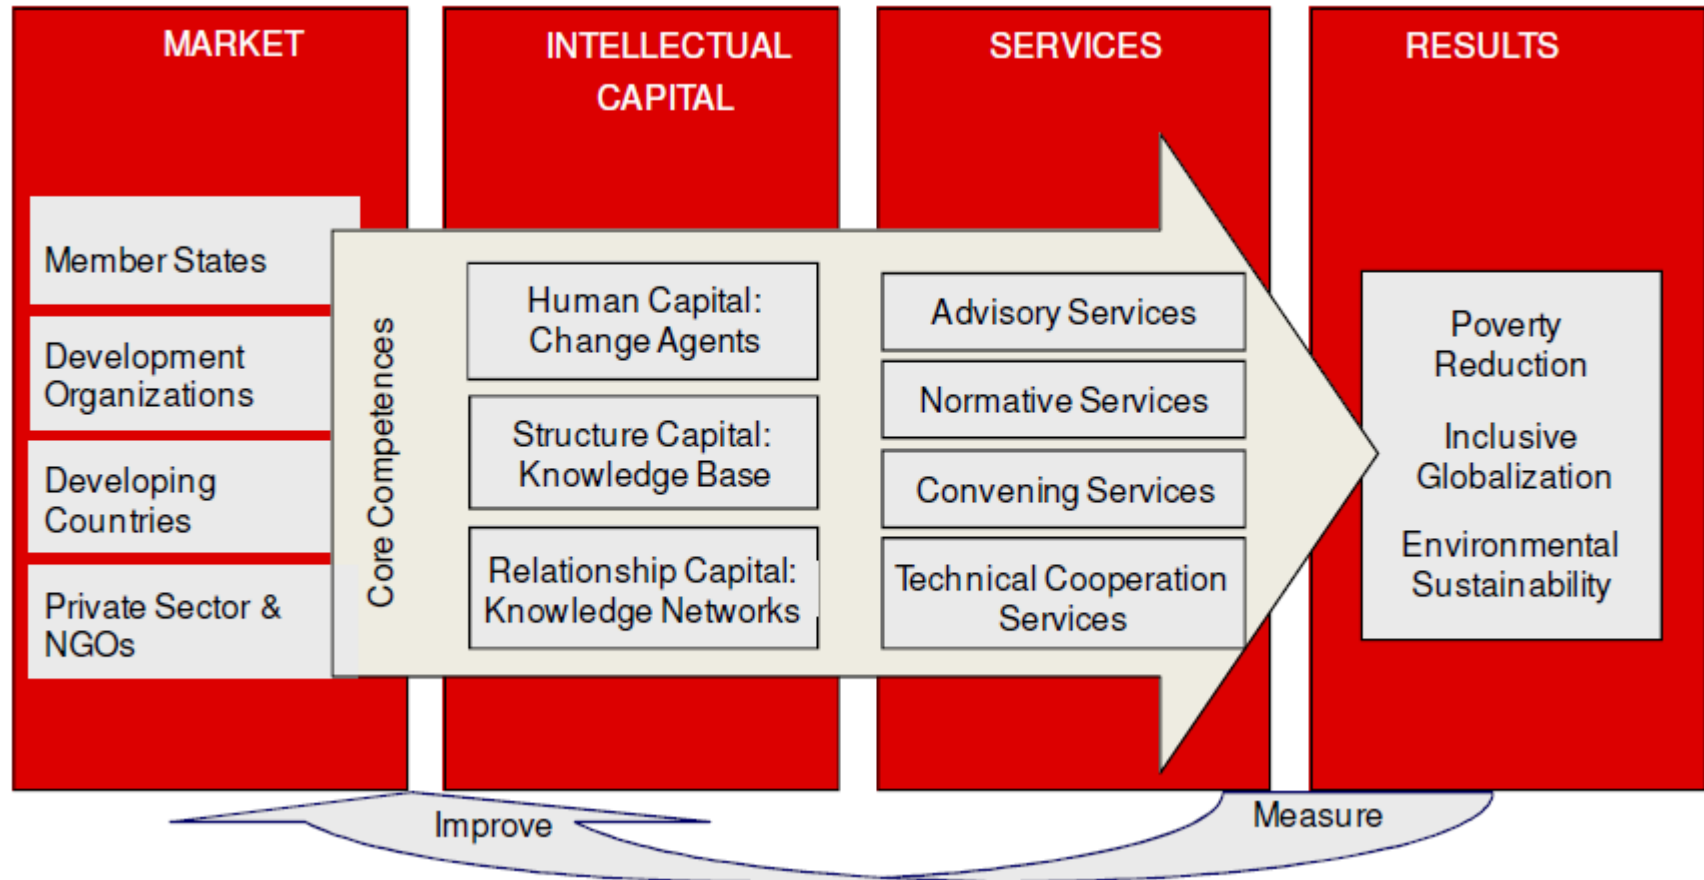 MARKET
Member States
Development
Organizations
Developing
Countries
Private Sector &
NGOs
Core Competences
INTELLECTUAL
CAPITAL
Human Capital:
Change Agents
Structure Capital:
Knowledge Base
Relationship Capital:
Knowledge Networks
SERVICES
Advisory Services
Normative Services
Convening Services
Technical Cooperation
Services
RESULTS
Poverty
Reduction
Inclusive
Globalization
Environmental
Sustainability
Improve
Measure